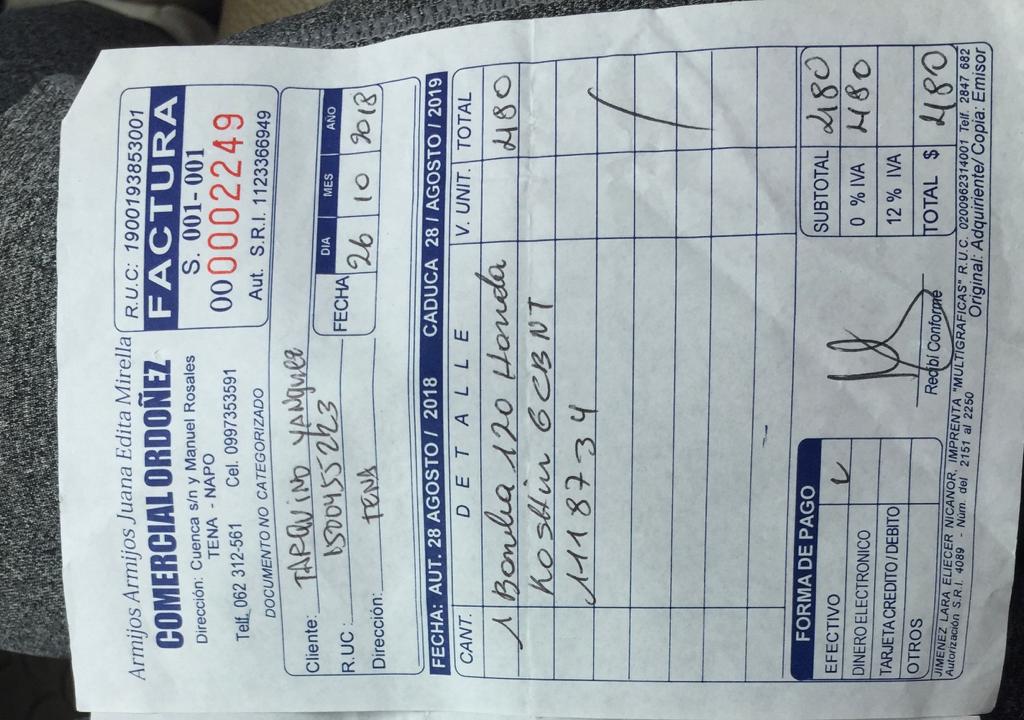 Armijos Armijos Juana Edita Mirella
COMERCIAL ORDOÑEZ
Dirección: Cuenca s/n y Manuel Rosales
TENA - NAPO
Telf. 062 312-561 Cel. 0997353591
DOCUMENTO NO CATEGORIZADO
R.U.C: 1900193853001
FACTURA
S. 001-001
000002249
Aut. S.R.I. 1123366949
Cliente: TARQUINO YANQUEZ
R.U.C :
Dirección: TENA
FECHA DIA MES AÑO
26 10 2018
FECHA: AUT. 28 AGOSTO / 2018 CADUCA 28 / AGOSTO / 2019
CANT. DETALLE V. UNIT. TOTAL
1 Bomba 120 Honda 480
Koshkin GCBNT
1118734
FORMA DE PAGO
EFECTIVO
DINERO ELECTRONICO
TARJETA CREDITO / DEBITO
OTROS
Recibí Conforme
SUBTOTAL 480
0 % IVA 480
12 % IVA
TOTAL $ 480
JIMENEZ LARA ELIECER NICANOR, IMPRENTA "MULTIGRAFICAS" R.U.C. 0200962314001 Telf. 2847 682
Autorización S.R.I. 4089 - Núm. del 2151 al 2250 Original: Adquiriente / Copia: Emisor